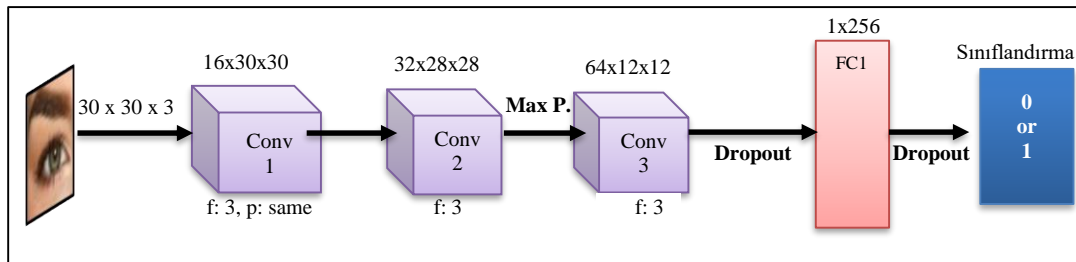 30 x 30 x 3
16x30x30
Conv
1
f: 3, p: same
32x28x28
Conv
2
f: 3
Max P.
64x12x12
Conv
3
f: 3
Dropout
1x256
FC1
Dropout
Sınıflandırma
0
or
1